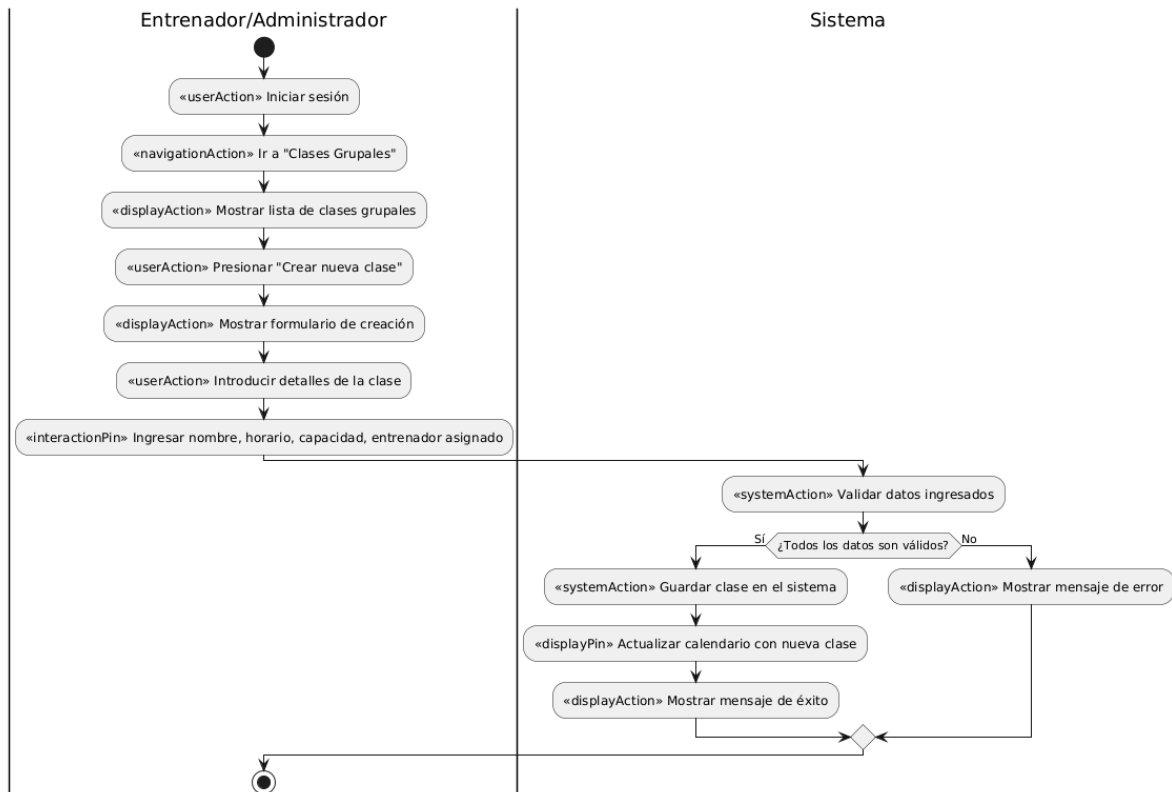 Entrenador/Administrador
Sistema
«userAction» Iniciar sesión
«navigationAction» Ir a "Clases Grupales"
«displayAction» Mostrar lista de clases grupales
«userAction» Presionar "Crear nueva clase"
«displayAction» Mostrar formulario de creación
«userAction» Introducir detalles de la clase
«interactionPin» Ingresar nombre, horario, capacidad, entrenador asignado
«systemAction» Validar datos ingresados
Sí
¿Todos los datos son válidos?
No
«systemAction» Guardar clase en el sistema
«displayAction» Mostrar mensaje de error
«displayPin» Actualizar calendario con nueva clase
«displayAction» Mostrar mensaje de éxito